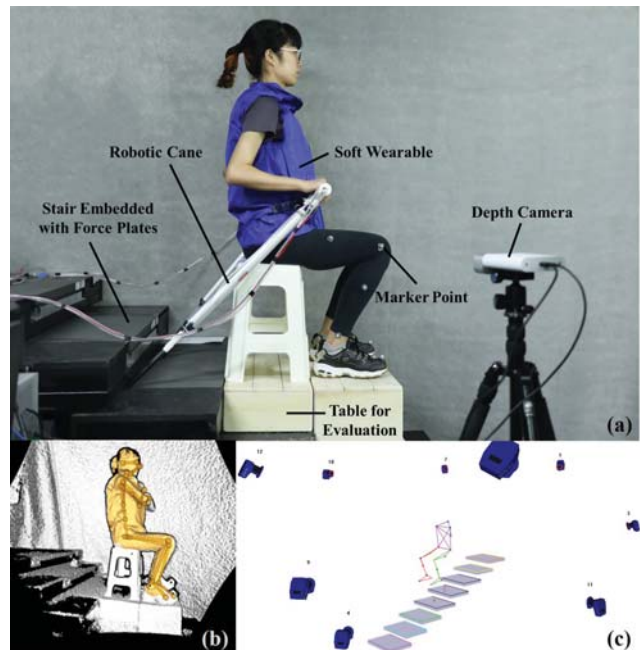 Robotic Cane
Soft Wearable
Stair Embedded
with Force Plates
Depth Camera
Marker Point
Table for
Evaluation
(a)
(b)
(c)